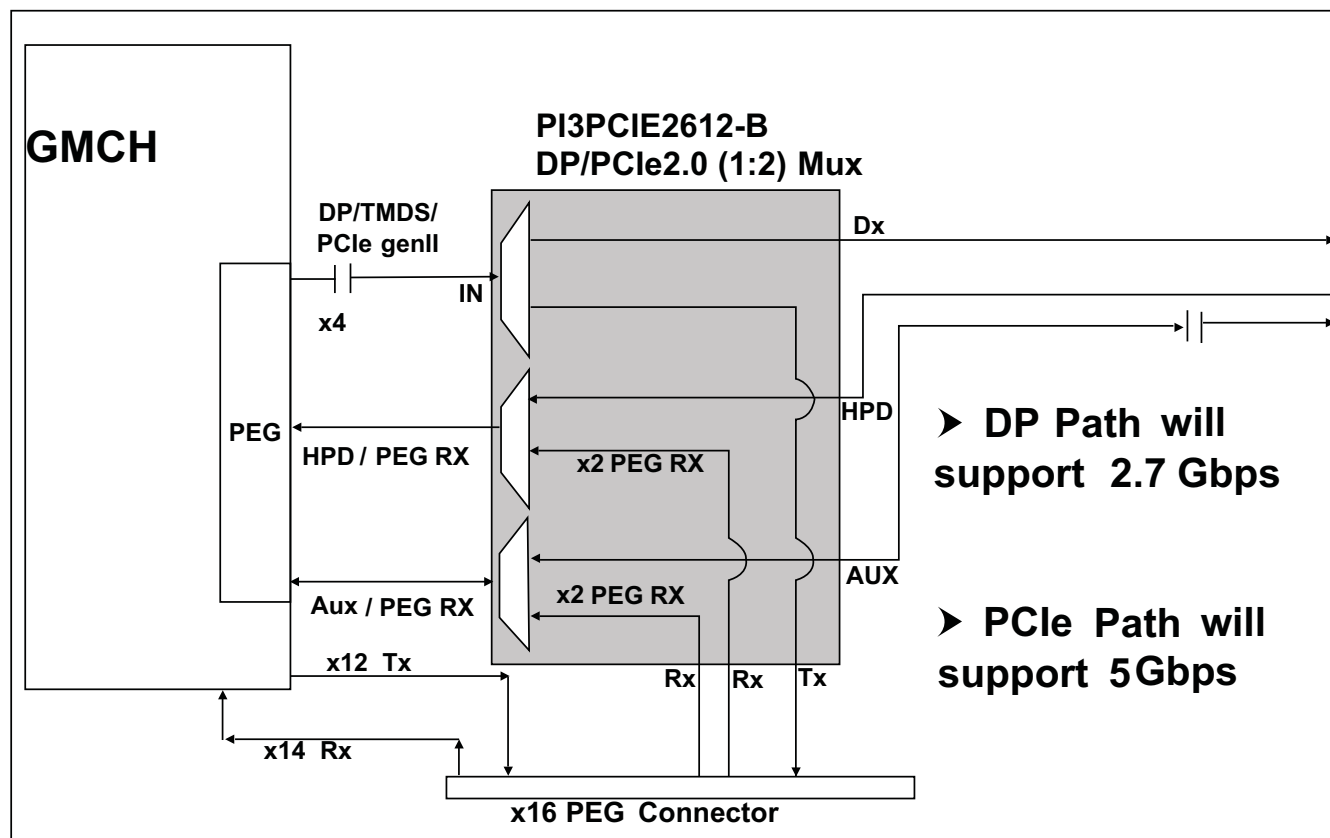 PI3PCIE2612-B
DP/PCIe2.0 (1:2) Mux
GMCH
DP/TMDS/
PCIe genII
Dx
IN
x4
HPD
PEG
HPD / PEG RX
x2 PEG RX
➤ DP Path will
support 2.7 Gbps
AUX
Aux / PEG RX
x2 PEG RX
➤ PCIe Path will
support 5Gbps
x12 Tx
Rx
Rx
Tx
x14 Rx
x16 PEG Connector